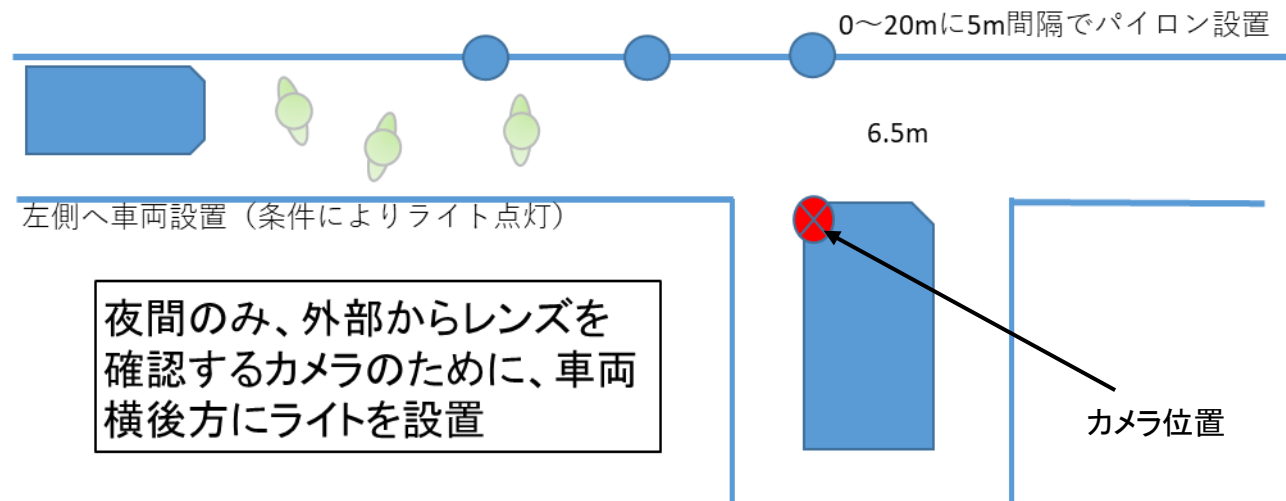 0～20mに5m間隔でパイロン設置
6.5m
左側へ車両設置（条件によりライト点灯）
夜間のみ、外部からレンズを
確認するカメラのために、車両
横後方にライトを設置
カメラ位置